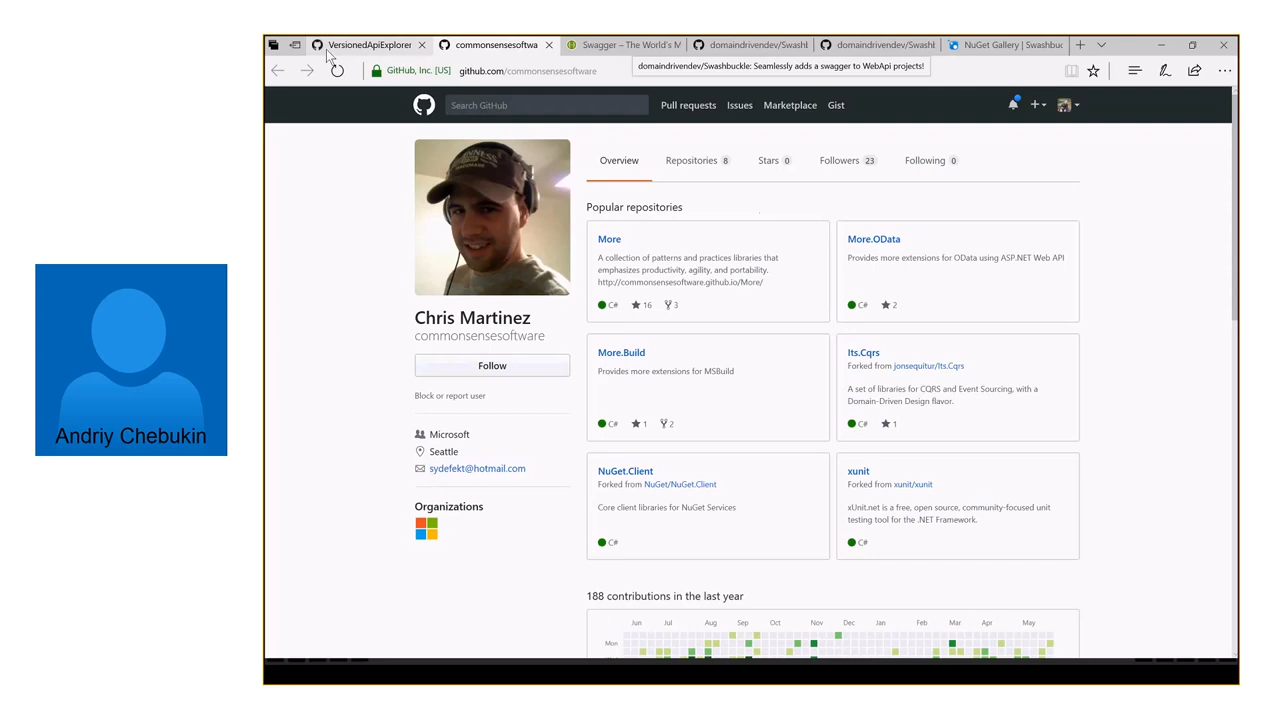 VersionedApiExplorer
commonsensesoftwa
Swagger – The World's M
domaindrivendev/Swashb
domaindrivendev/Swashb
NuGet Gallery | Swashbuc
GitHub, Inc. [US]
github.com/commonsensesoftware
domaindrivendev/Swashbuckle: Seamlessly adds a swagger to WebApi projects!
Search GitHub
Pull requests
Issues
Marketplace
Gist
Overview
Repositories 8
Stars 0
Followers 23
Following 0
Chris Martinez
commonsensesoftware
Follow
Block or report user
Microsoft
Seattle
sydefekt@hotmail.com
Organizations
Popular repositories
More
A collection of patterns and practices libraries that
emphasizes productivity, agility, and portability.
http://commonsensesoftware.github.io/More/
C# 16 3
More.OData
Provides more extensions for OData using ASP.NET Web API
C# 2
More.Build
Provides more extensions for MSBuild
C# 1 2
Its.Cqrs
Forked from jonsequitur/Its.Cqrs
A set of libraries for CQRS and Event Sourcing, with a
Domain-Driven Design flavor.
C# 1
NuGet.Client
Forked from NuGet/NuGet.Client
Core client libraries for NuGet Services
C#
xunit
Forked from xunit/xunit
xUnit.net is a free, open source, community-focused unit
testing tool for the .NET Framework.
C#
188 contributions in the last year
Jun Jul Aug Sep Oct Nov Dec Jan Feb Mar Apr May
Mon
Andriy Chebukin